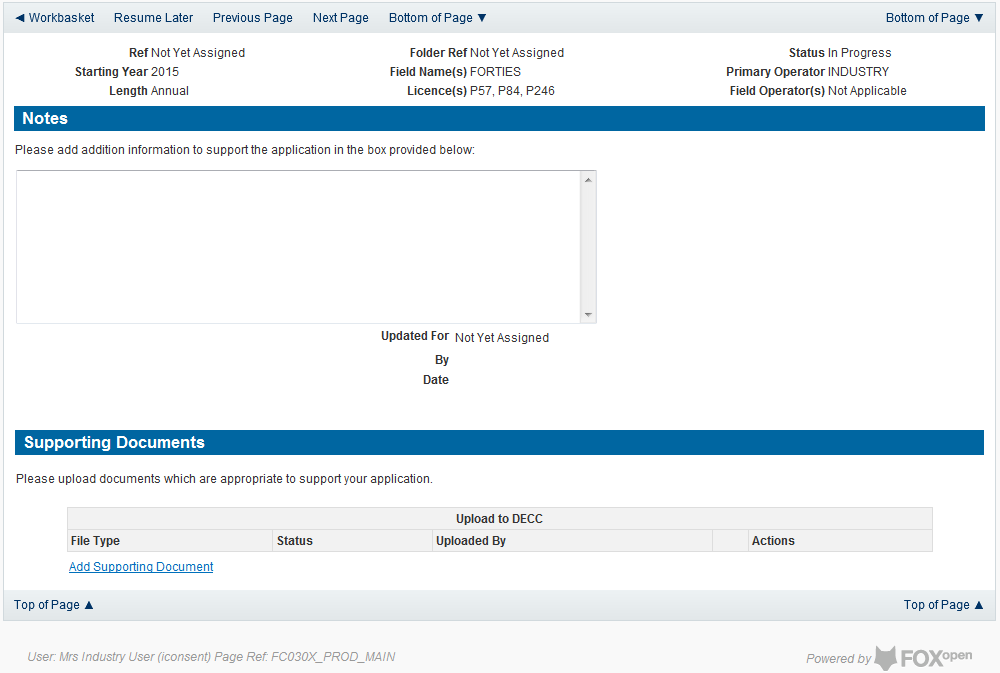 ◄ Workbasket Resume Later Previous Page Next Page Bottom of Page ▼ Bottom of Page ▼
Ref Not Yet Assigned Folder Ref Not Yet Assigned Status In Progress
Starting Year 2015 Field Name(s) FORTIES Primary Operator INDUSTRY
Length Annual Licence(s) P57, P84, P246 Field Operator(s) Not Applicable
Notes
Please add addition information to support the application in the box provided below:
Updated For Not Yet Assigned
By
Date
Supporting Documents
Please upload documents which are appropriate to support your application.
Upload to DECC
File Type Status Uploaded By Actions
Add Supporting Document
Top of Page ▲ Top of Page ▲
User: Mrs Industry User (iconsent) Page Ref: FC030X_PROD_MAIN Powered by FOXopen